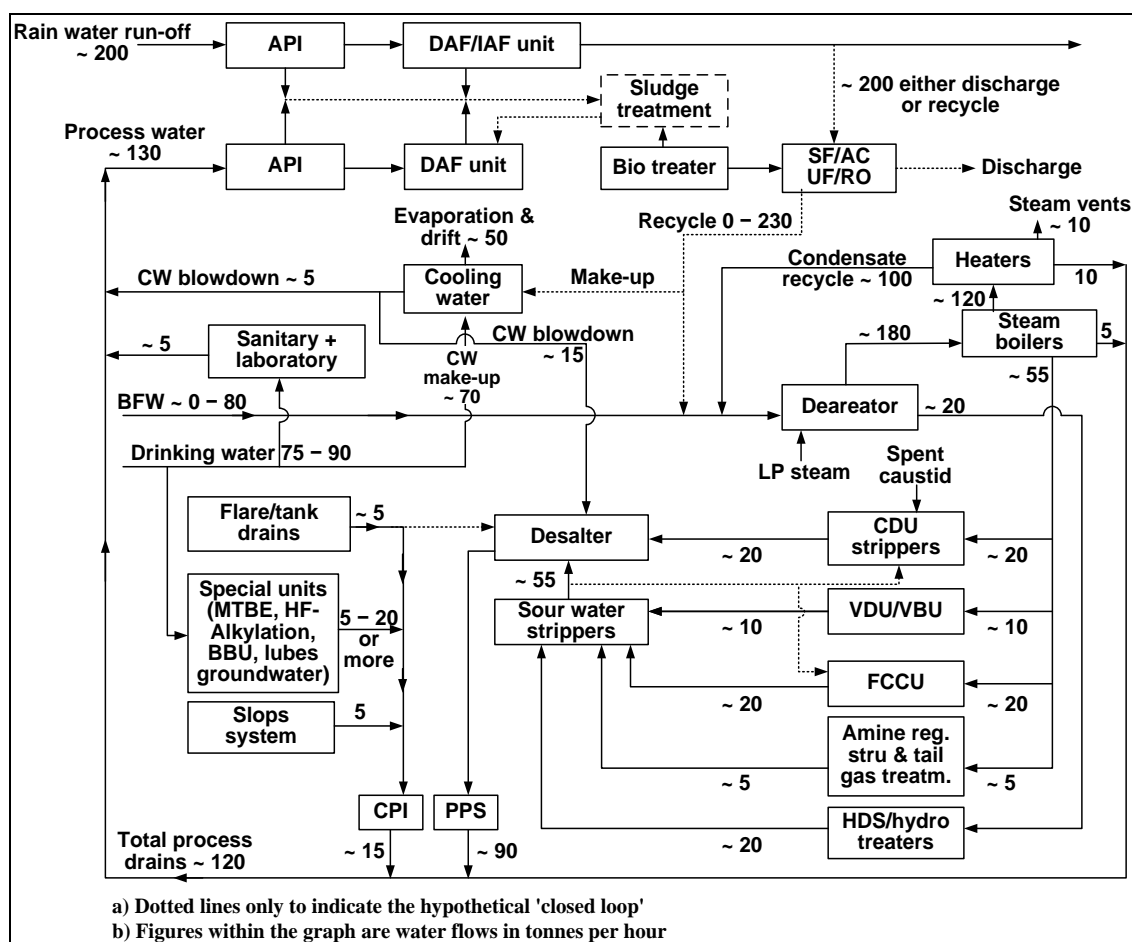 Rain water run-off
~ 200
API
DAF/IAF unit
~ 200 either discharge
or recycle
Sludge
treatment
Process water
~ 130
API
DAF unit
Bio treater
SF/AC
UF/RO
Discharge
Recycle 0 – 230
Steam vents
~ 10
Evaporation &
drift ~ 50
CW blowdown ~ 5
Cooling
water
Make-up
Condensate
recycle ~ 100
Heaters
10
~ 120
Steam
boilers
5
~ 55
~ 180
Sanitary +
laboratory
~ 5
CW blowdown
~ 15
CW
make-up
~ 70
BFW ~ 0 – 80
Deareator
~ 20
LP steam
Drinking water 75 – 90
Spent
caustid
Flare/tank
drains
~ 5
Desalter
~ 20
CDU
strippers
~ 20
~ 55
Special units
(MTBE, HF-
Alkylation,
BBU, lubes
groundwater)
5 – 20
or
more
Sour water
strippers
~ 10
VDU/VBU
~ 10
FCCU
~ 20
~ 20
Slops
system
5
Amine reg.
stru & tail
gas treatm.
~ 5
~ 5
CPI
PPS
HDS/hydro
treaters
~ 20
Total process
drains ~ 120
~ 15
~ 90
a) Dotted lines only to indicate the hypothetical 'closed loop'
b) Figures within the graph are water flows in tonnes per hour